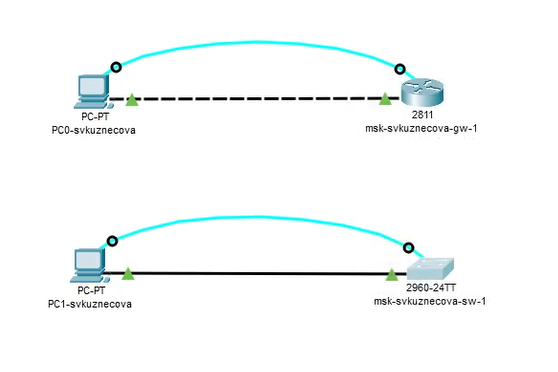 PC-PT
PC0-svkuznecova
2811
msk-svkuznecova-gw-1
PC-PT
PC1-svkuznecova
2960-24TT
msk-svkuznecova-sw-1